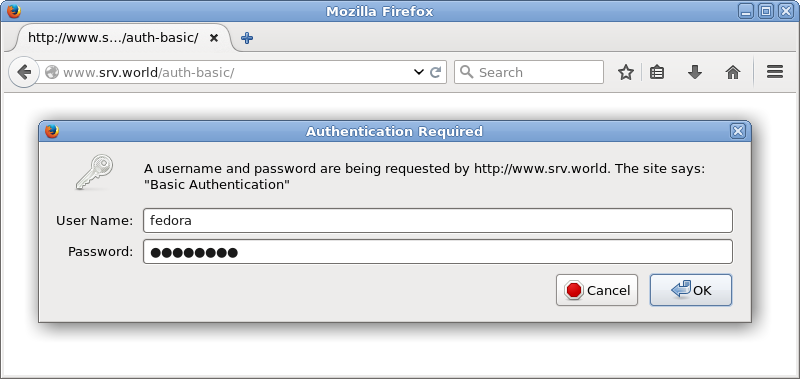 Mozilla Firefox
http://www.s.../auth-basic/
www.srv.world/auth-basic/
Search
Authentication Required
A username and password are being requested by http://www.srv.world. The site says:
"Basic Authentication"
User Name: fedora
Password: ●●●●●●●●
Cancel OK